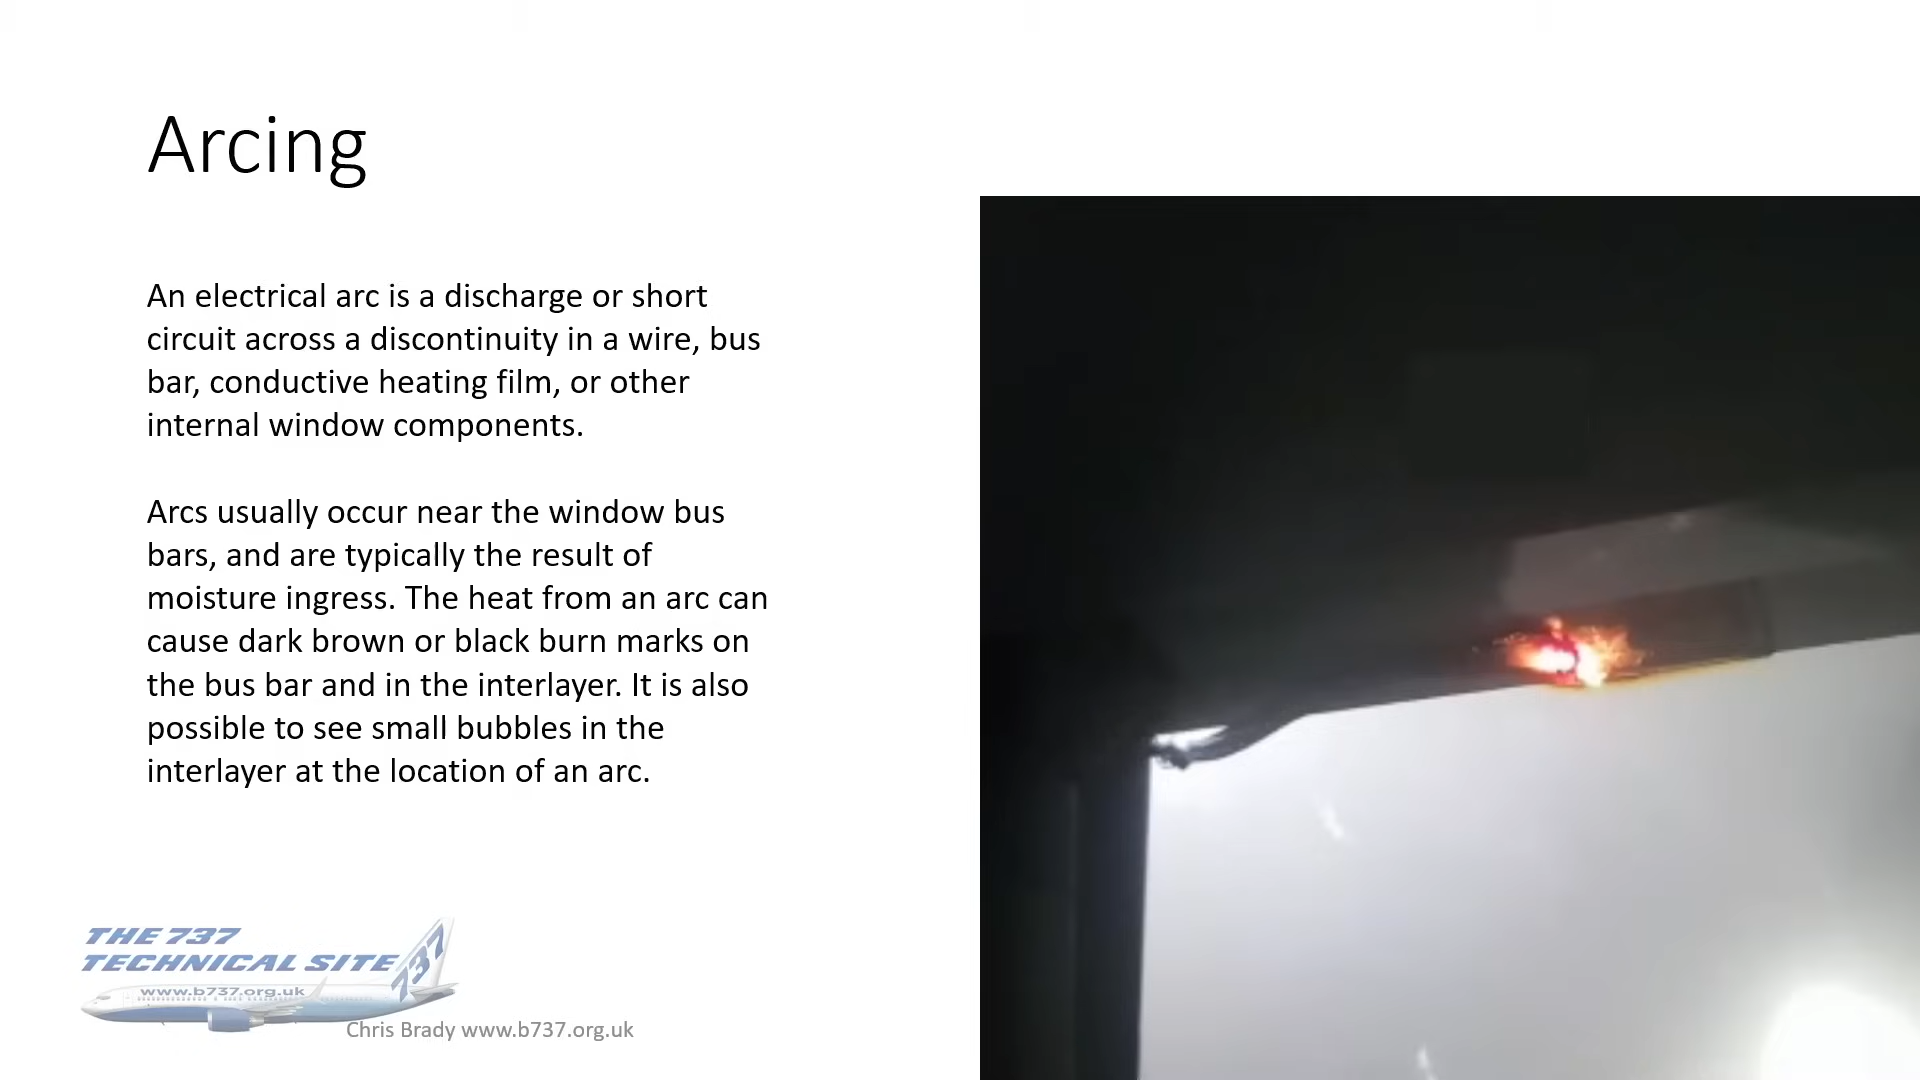 Arcing
An electrical arc is a discharge or short
circuit across a discontinuity in a wire, bus
bar, conductive heating film, or other
internal window components.
Arcs usually occur near the window bus
bars, and are typically the result of
moisture ingress. The heat from an arc can
cause dark brown or black burn marks on
the bus bar and in the interlayer. It is also
possible to see small bubbles in the
interlayer at the location of an arc.
THE 737
TECHNICAL SITE
737
www.b737.org.uk
Chris Brady www.b737.org.uk